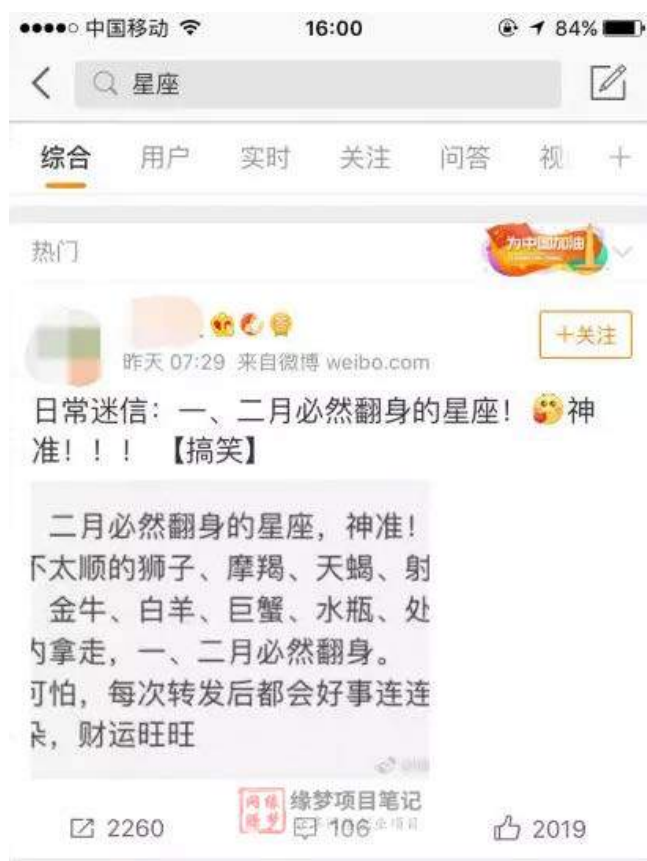 中国移动 16:00 84%
星座
综合 用户 实时 关注 问答 视
热门 为中国加油
+关注
昨天 07:29 来自微博 weibo.com
日常迷信：一、二月必然翻身的星座！神
准！！！【搞笑】
二月必然翻身的星座，神准！
不太顺的狮子、摩羯、天蝎、射
金牛、白羊、巨蟹、水瓶、处
的拿走，一、二月必然翻身。
可怕，每次转发后都会好事连连
朵，财运旺旺
缘梦项目笔记
2260 106 2019